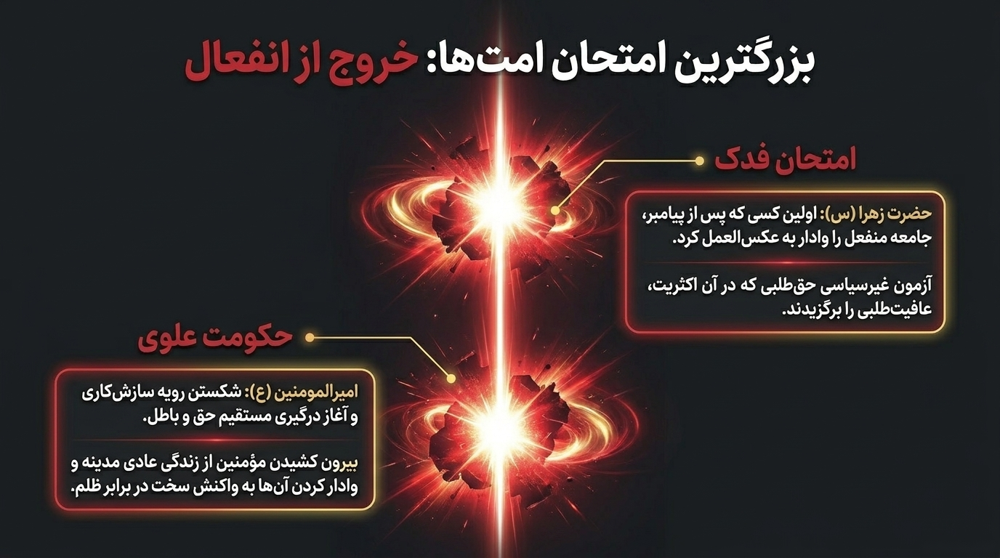 بزرگترین امتحان امت‌ها: خروج از انفعال
امتحان فدک
حضرت زهرا (س): اولین کسی که پس از پیامبر،
جامعه منفعل را وادار به عکس‌العمل کرد.
آزمون غیرسیاسی حق‌طلبی که در آن اکثریت،
عافیت‌طلبی را برگزیدند.
حکومت علوی
امیرالمومنین (ع): شکستن رویه سازش‌کاری
و آغاز درگیری مستقیم حق و باطل.
بیرون کشیدن مؤمنین از زندگی عادی مدینه و
وادار کردن آن‌ها به واکنش سخت در برابر ظلم.